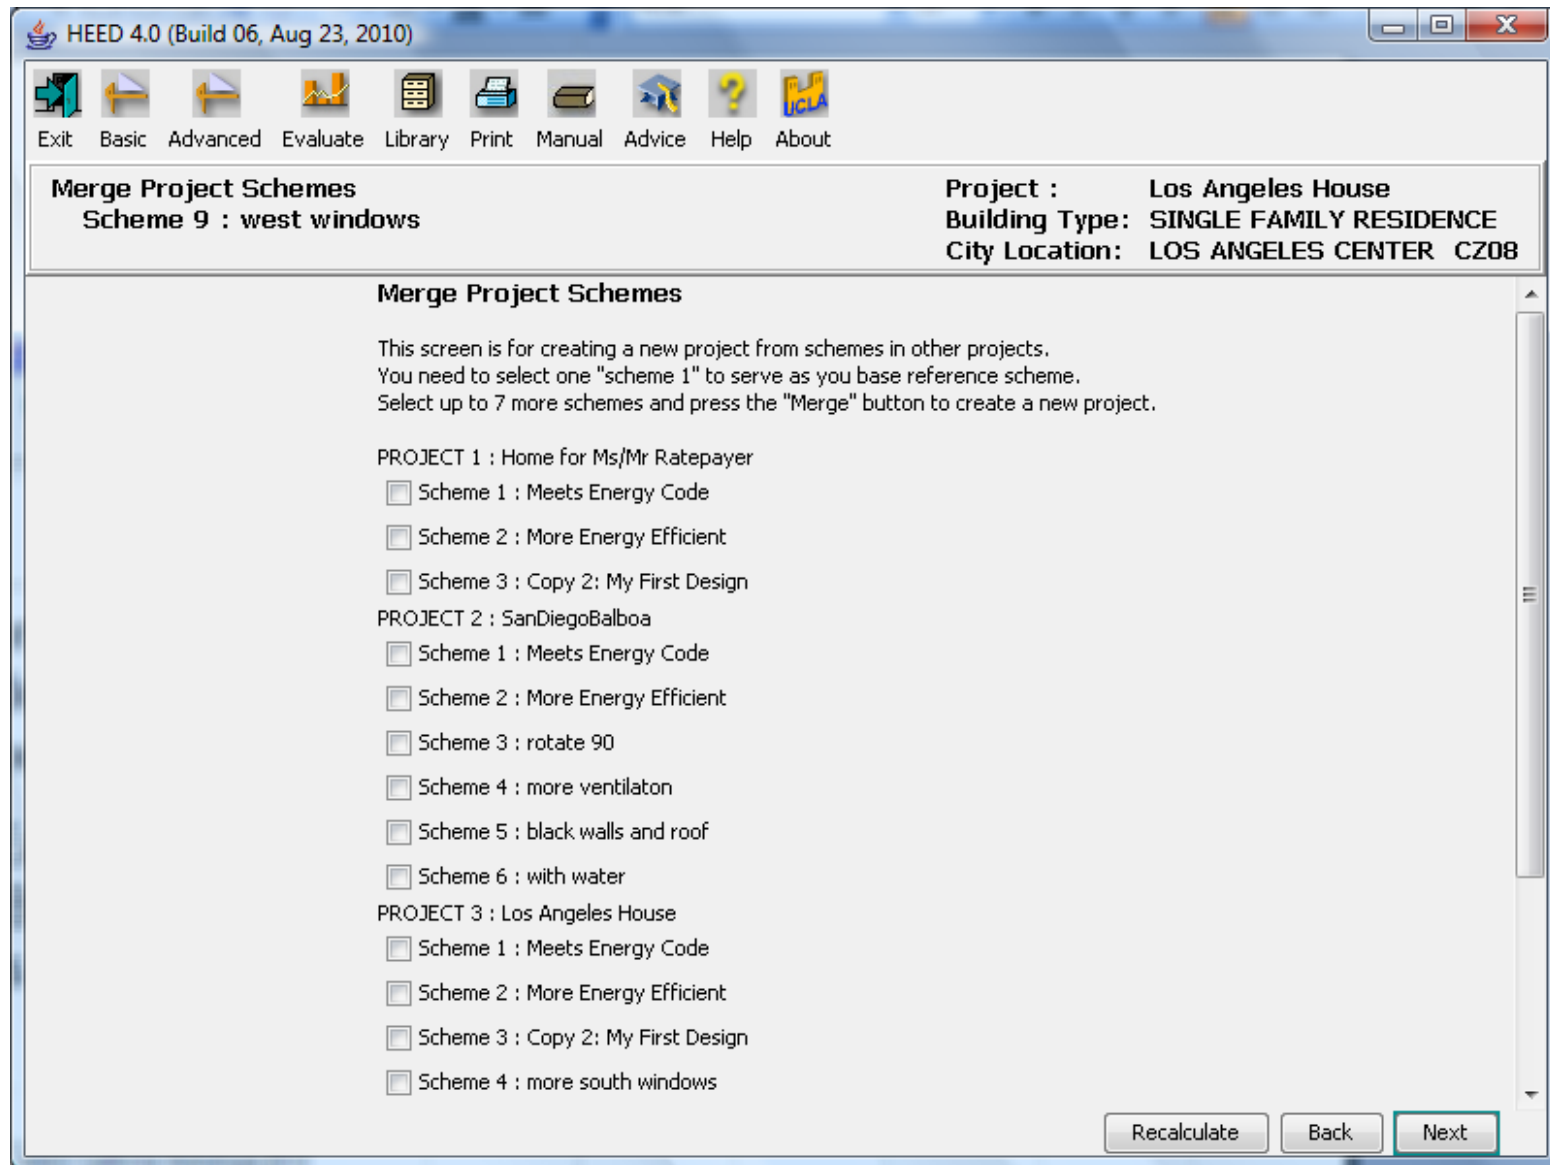 HEED 4.0 (Build 06, Aug 23, 2010)
UCLA
Exit Basic Advanced Evaluate Library Print Manual Advice Help About
Merge Project Schemes
Scheme 9 : west windows
Project : Los Angeles House
Building Type: SINGLE FAMILY RESIDENCE
City Location: LOS ANGELES CENTER CZ08
Merge Project Schemes
This screen is for creating a new project from schemes in other projects.
You need to select one "scheme 1" to serve as you base reference scheme.
Select up to 7 more schemes and press the "Merge" button to create a new project.
PROJECT 1 : Home for Ms/Mr Ratepayer
Scheme 1 : Meets Energy Code
Scheme 2 : More Energy Efficient
Scheme 3 : Copy 2: My First Design
PROJECT 2 : SanDiegoBalboa
Scheme 1 : Meets Energy Code
Scheme 2 : More Energy Efficient
Scheme 3 : rotate 90
Scheme 4 : more ventilaton
Scheme 5 : black walls and roof
Scheme 6 : with water
PROJECT 3 : Los Angeles House
Scheme 1 : Meets Energy Code
Scheme 2 : More Energy Efficient
Scheme 3 : Copy 2: My First Design
Scheme 4 : more south windows
Recalculate Back Next